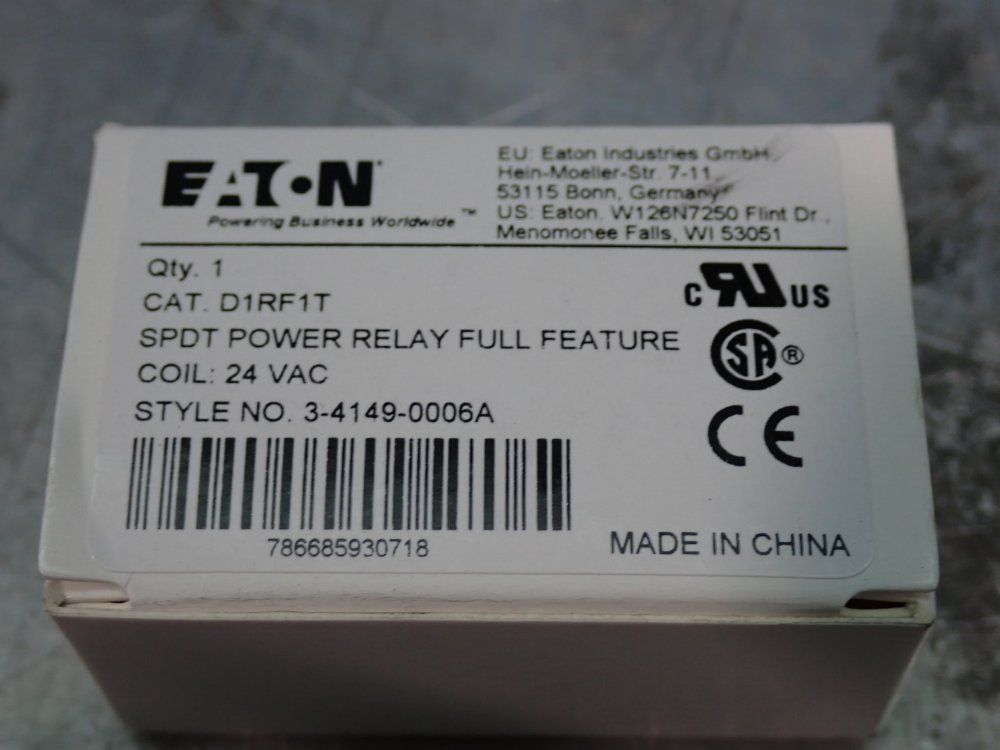 EATON
Powering Business Worldwide™
EU: Eaton Industries GmbH,
Hein-Moeller-Str. 7-11,
53115 Bonn, Germany
US: Eaton, W126N7250 Flint Dr.,
Menomonee Falls, WI 53051
Qty. 1
CAT. D1RF1T
SPDT POWER RELAY FULL FEATURE
COIL: 24 VAC
STYLE NO. 3-4149-0006A
786685930718
C RU US
SA ®
CE
MADE IN CHINA